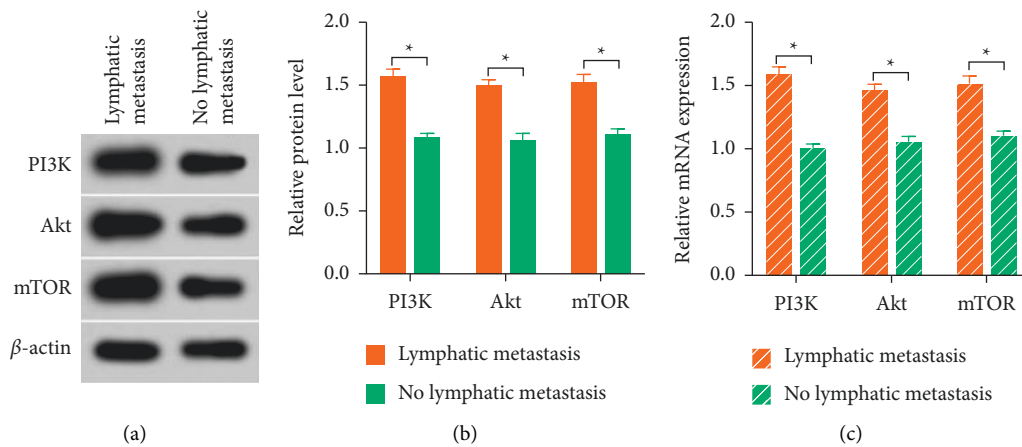 Lymphatic
metastasis
No lymphatic
metastasis
PI3K
Akt
mTOR
β-actin
(a)
Relative protein level
2.0
1.5
1.0
0.5
0.0
*
*
*
PI3K
Akt
mTOR
Lymphatic metastasis
No lymphatic metastasis
(b)
Relative mRNA expression
2.0
1.5
1.0
0.5
0.0
*
*
*
PI3K
Akt
mTOR
Lymphatic metastasis
No lymphatic metastasis
(c)